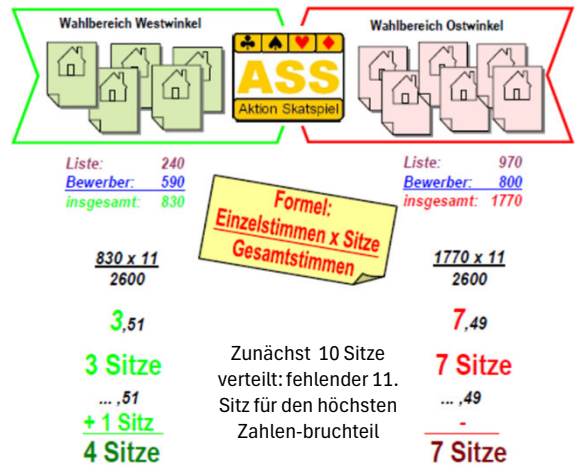 Wahlbereich Westwinkel
Wahlbereich Ostwinkel
ASS
Aktion Skatspiel
Liste: 240
Bewerber: 590
insgesamt: 830
Liste: 970
Bewerber: 800
insgesamt: 1770
Formel:
Einzelstimmen x Sitze
Gesamtstimmen
830 x 11
2600
1770 x 11
2600
3,51
7,49
3 Sitze
7 Sitze
Zunächst 10 Sitze
verteilt: fehlender 11.
Sitz für den höchsten
Zahlen-bruchteil
... ,51
+ 1 Sitz
4 Sitze
... ,49
-
7 Sitze